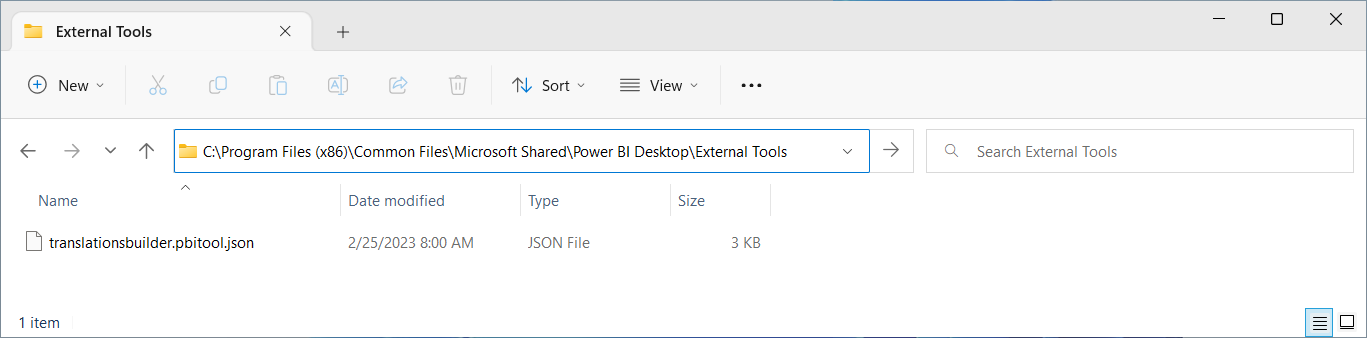 External Tools
New Sort View
C:\Program Files (x86)\Common Files\Microsoft Shared\Power BI Desktop\External Tools Search External Tools
Name Date modified Type Size
translationsbuilder.pbitool.json 2/25/2023 8:00 AM JSON File 3 KB
1 item